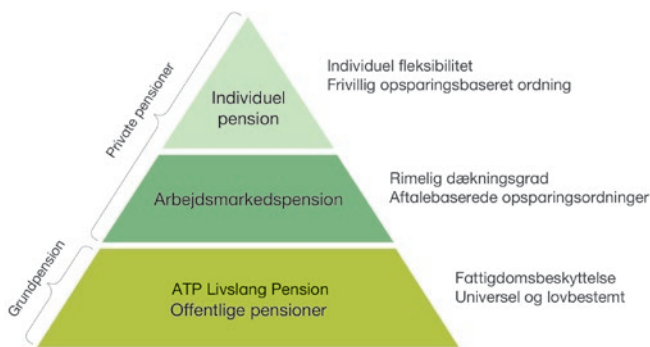 Private pensioner
Individuel
pension
Individuel fleksibilitet
Frivillig opsparingsbaseret ordning
Arbejdsmarkedspension
Rimelig dækningsgrad
Aftalebaserede opsparingsordninger
Grundpension
ATP Livslang Pension
Offentlige pensioner
Fattigdomsbeskyttelse
Universel og lovbestemt